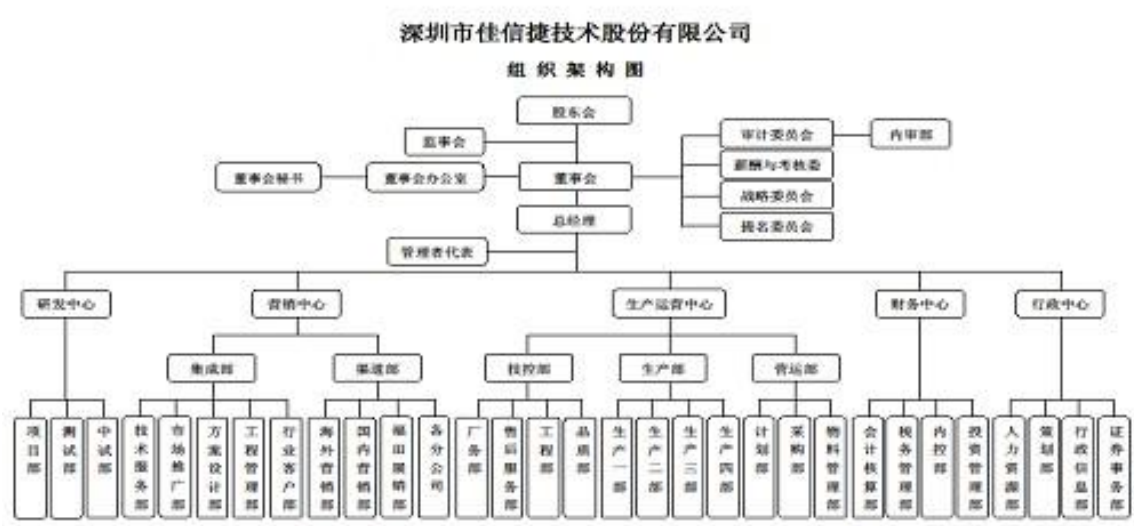 深圳市佳信捷技术股份有限公司
组织架构图
股东会
监事会
审计委员会
内审部
薪酬与考核委
董事会秘书
董事会办公室
董事会
战略委员会
提名委员会
总经理
管理者代表
研发中心
营销中心
生产运营中心
财务中心
行政中心
集成部
渠道部
技控部
生产部
营运部
项目部
测试部
中试部
技术服务部
市场推广部
方案设计部
工程管理部
行业客户部
海外营销部
国内营销部
福田展销部
各分公司
厂务部
售后服务部
工程部
品质部
生产一部
生产二部
生产三部
生产四部
计划部
采购部
物料管理部
会计核算部
税务管理部
内控部
投资管理部
人力资源部
策划部
行政信息部
证券事务部